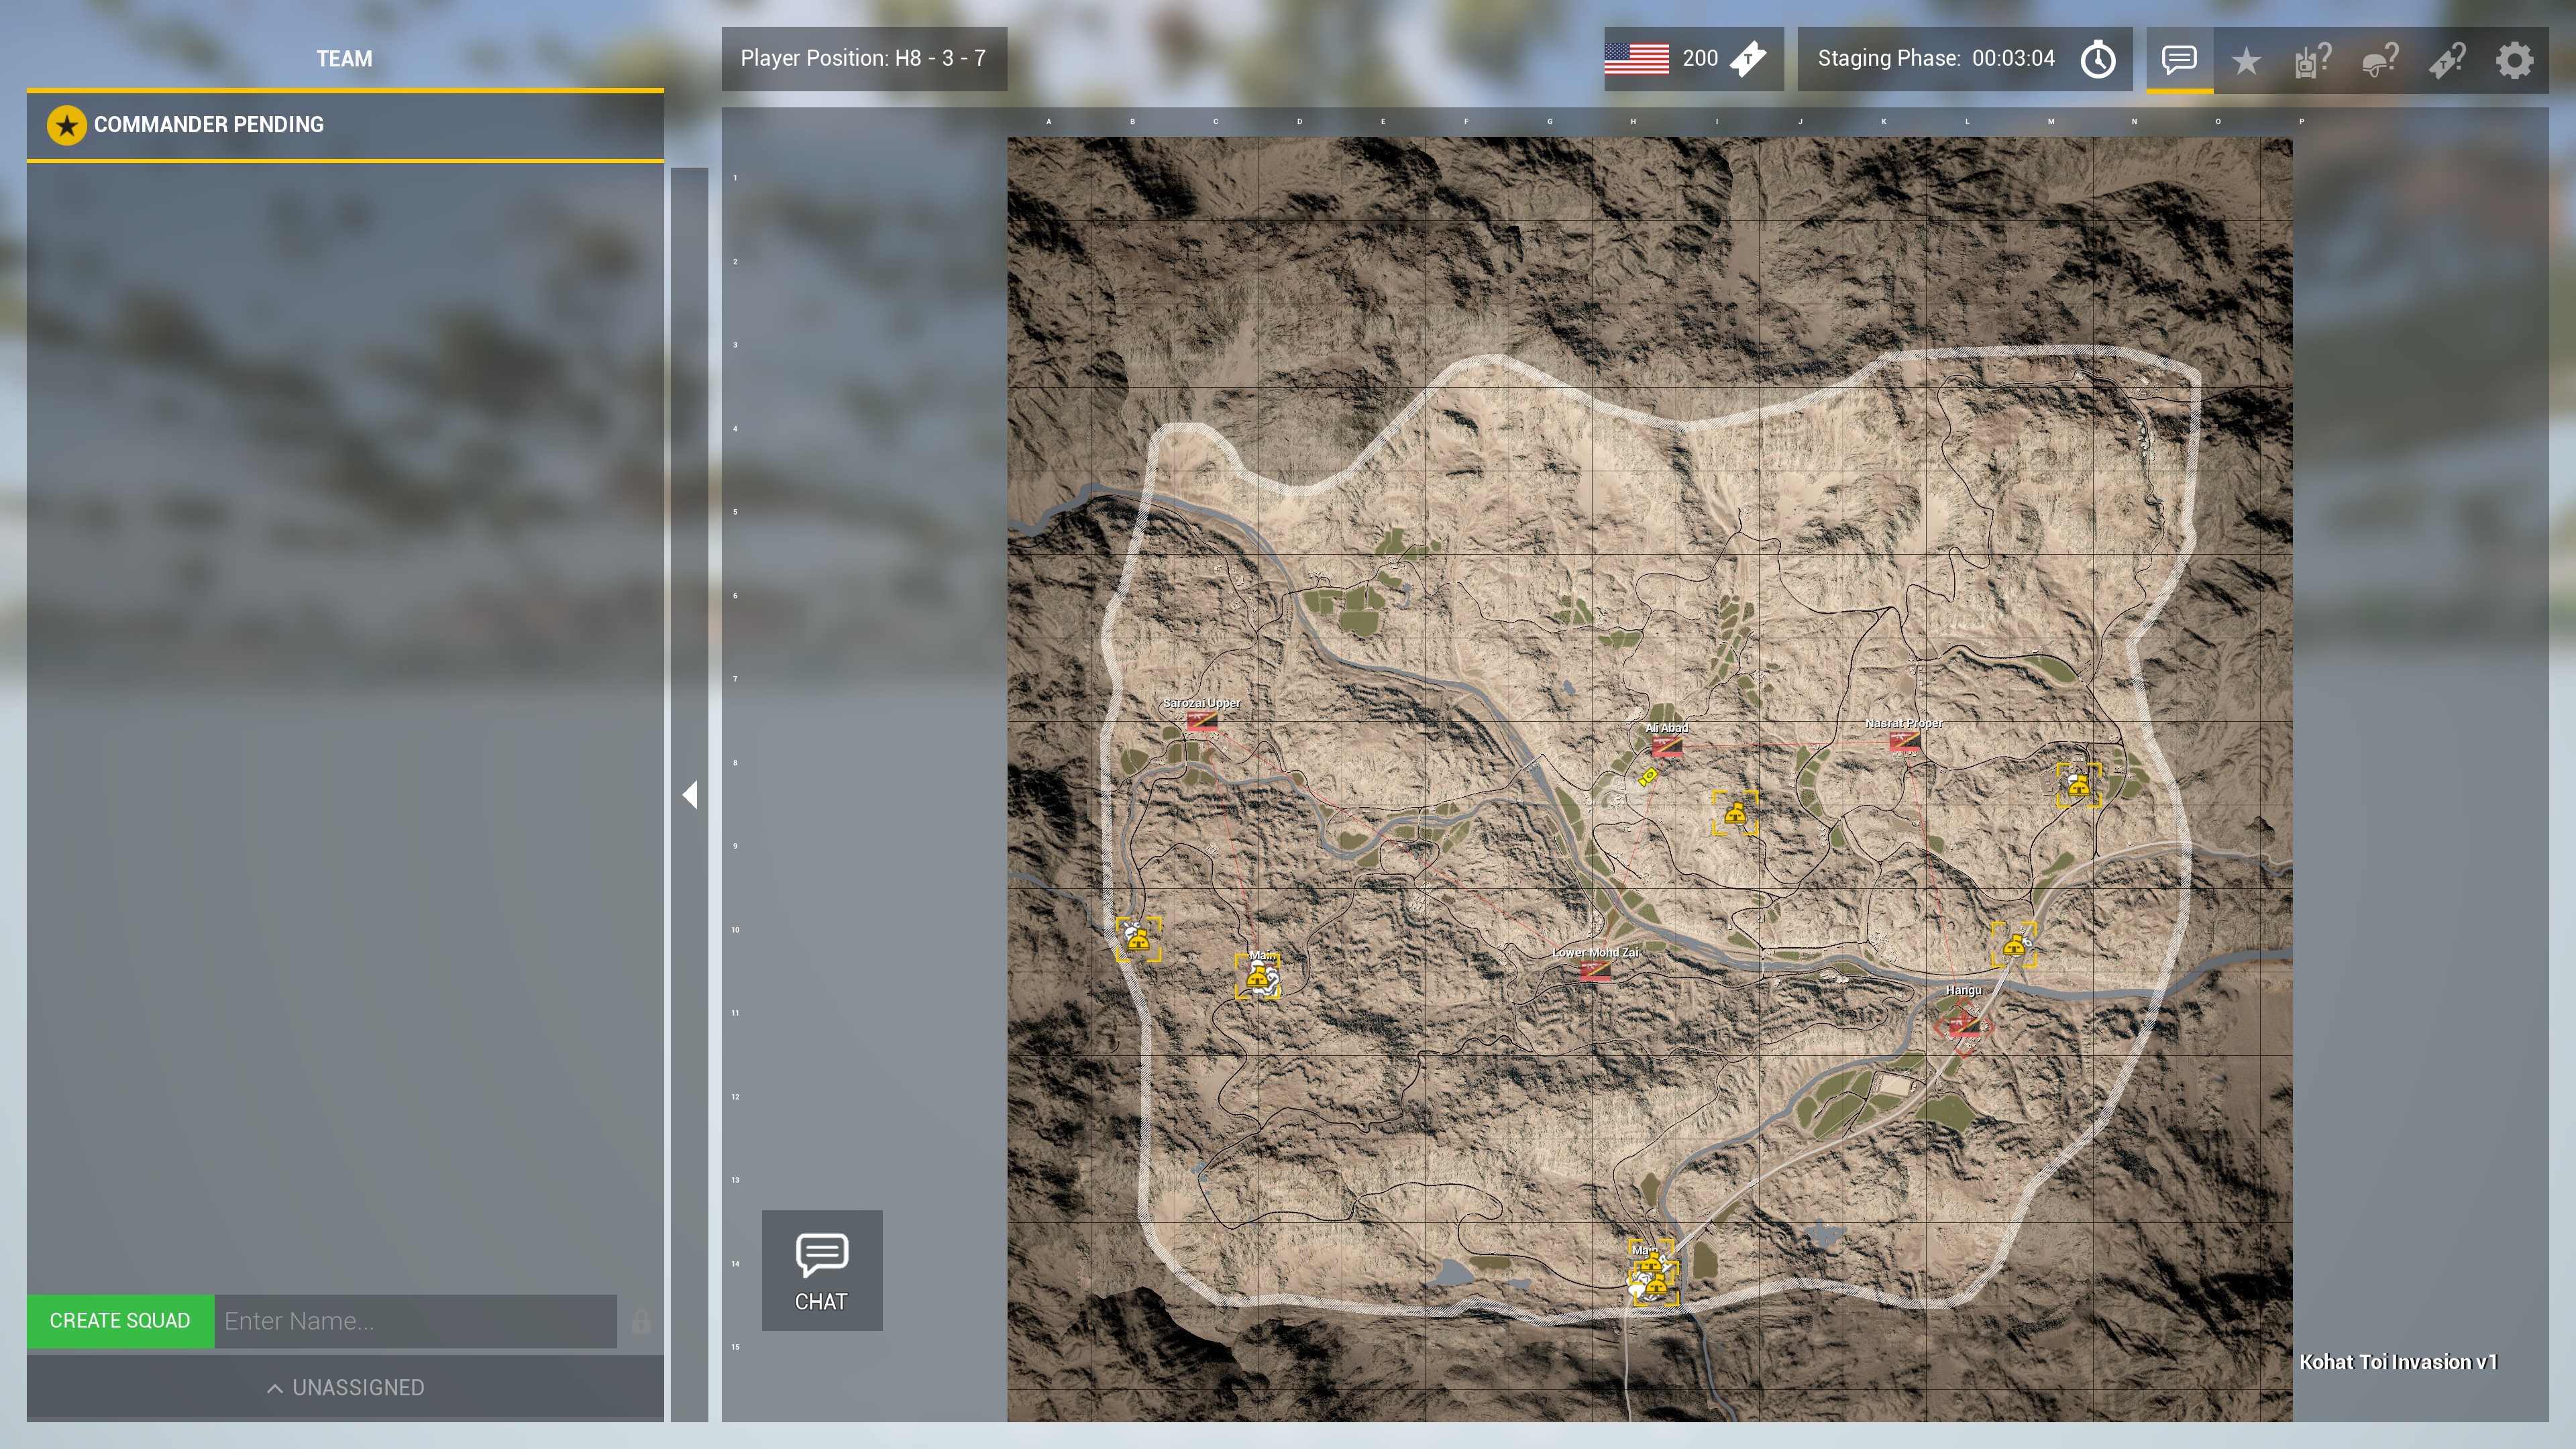 TEAM
Player Position: H8 - 3 - 7
200
T
Staging Phase: 00:03:04
?
?
T?
COMMANDER PENDING
A B C D E F G H I J K L M N O P
1
2
3
4
5
6
7
Sarozai Upper
Ali Abad
Nasrat Proper
8
9
10
Main
Lower Mohd Zai
Hangu
11
12
13
Main
14
CHAT
15
CREATE SQUAD
Enter Name...
Kohat Toi Invasion v1
UNASSIGNED